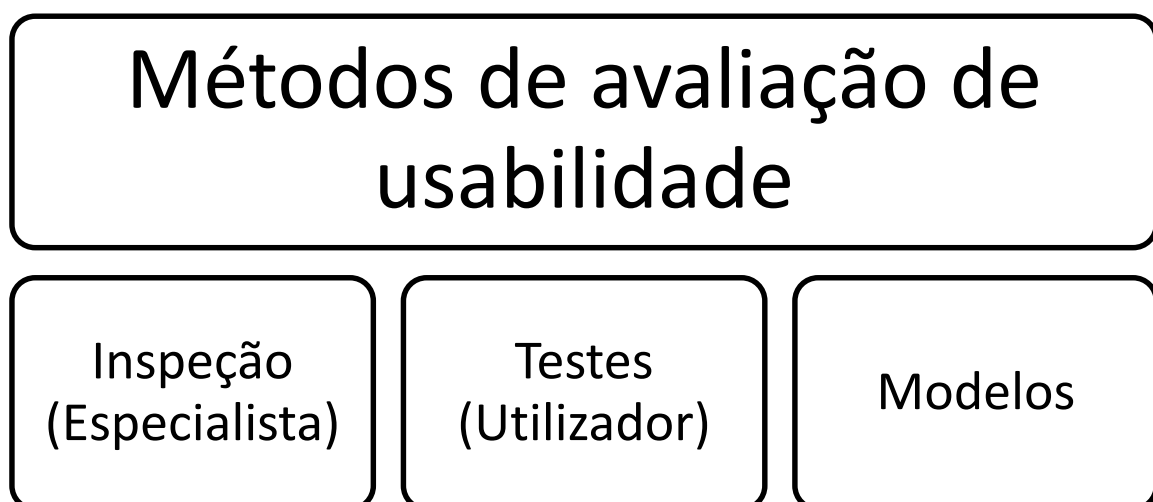 Métodos de avaliação de
usabilidade
Inspeção
(Especialista)
Testes
(Utilizador)
Modelos